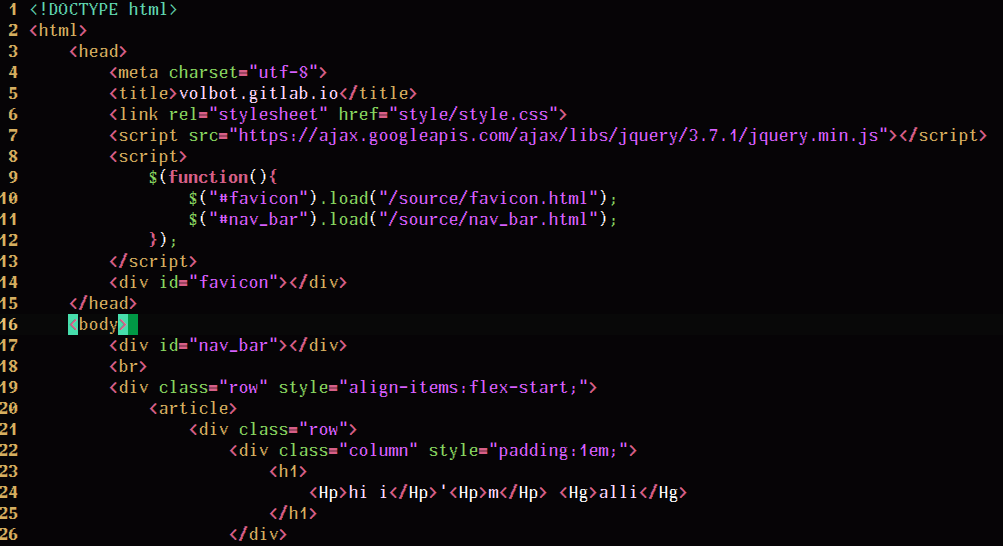 1 <!DOCTYPE html>
2 <html>
3     <head>
4         <meta charset="utf-8">
5         <title>volbot.gitlab.io</title>
6         <link rel="stylesheet" href="style/style.css">
7         <script src="https://ajax.googleapis.com/ajax/libs/jquery/3.7.1/jquery.min.js"></script>
8         <script>
9             $(function(){
10                 $("#favicon").load("/source/favicon.html");
11                 $("#nav_bar").load("/source/nav_bar.html");
12             });
13         </script>
14         <div id="favicon"></div>
15     </head>
16     <body>
17         <div id="nav_bar"></div>
18         <br>
19         <div class="row" style="align-items:flex-start;">
20             <article>
21                 <div class="row">
22                     <div class="column" style="padding:1em;">
23                         <h1>
24                             <Hp>hi i</Hp>'<Hp>m</Hp> <Hg>alli</Hg>
25                         </h1>
26                     </div>